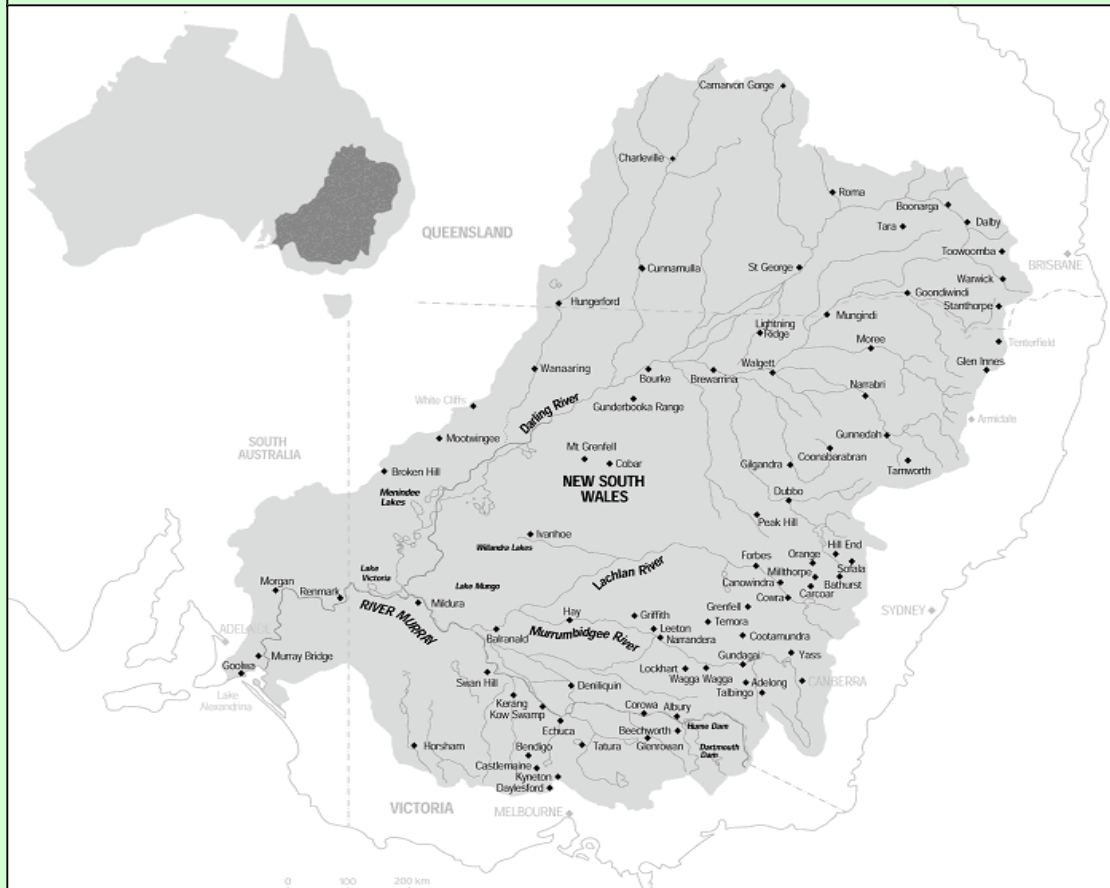 Carnarvon Gorge
Charleville
Roma
Boonarga
Dalby
Tara
QUEENSLAND
Toowoomba
BRISBANE
Cunnamulla
St George
Warwick
Goondiwindi
Hungerford
Stanthorpe
Mungindi
Lightning
Ridge
Moree
Tenterfield
Glen Innes
Walgett
Wanaaring
Bourke
Brewarrina
Narrabri
White Cliffs
Darling River
Gunderbooka Range
Armidale
SOUTH
AUSTRALIA
Mootwingee
Mt Grenfell
Gunnedah
Coonabarabran
Broken Hill
Cobar
Gilgandra
Tamworth
NEW SOUTH
WALES
Menindee
Lakes
Dubbo
Peak Hill
Ivanhoe
Willandra Lakes
Hill End
Orange
Forbes
Sofala
Lake
Victoria
Lachlan River
Millthorpe
Morgan
Lake Mungo
Canowindra
Bathurst
Renmark
Carcoar
Cowra
Mildura
RIVER MURRAY
Hay
Grenfell
SYDNEY
Griffith
Temora
ADELAIDE
Leeton
Balranald
Murrumbidgee River
Narrandera
Cootamundra
Murray Bridge
Gundagai
Yass
Goolwa
Lockhart
Wagga Wagga
Swan Hill
Deniliquin
Adelong
CANBERRA
Talbingo
Lake
Alexandrina
Kerang
Kow Swamp
Corowa
Albury
Hume Dam
Echuca
Beechworth
Horsham
Bendigo
Tatura
Glenrowan
Dartmouth
Dam
Castlemaine
Kyneton
Daylesford
VICTORIA
MELBOURNE
0 100 200 km